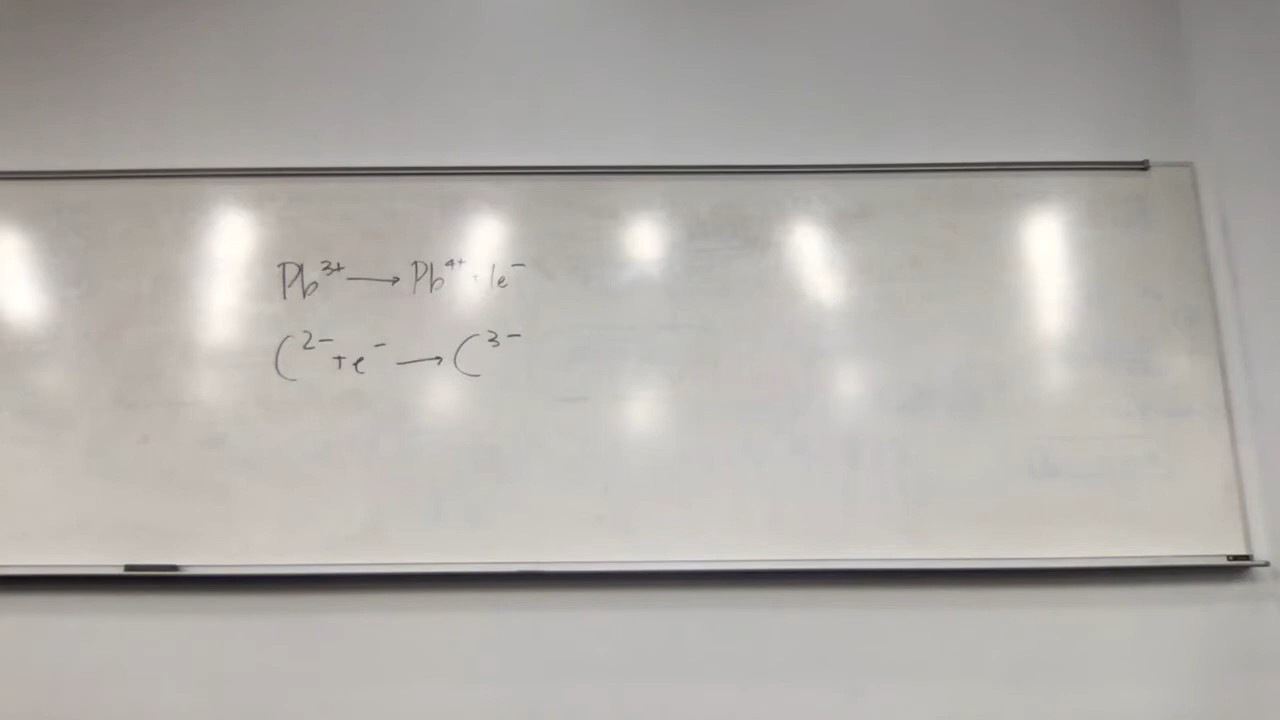 Pb³⁺ → Pb⁴⁺ + 1e⁻
C²⁻ + e⁻ → C³⁻